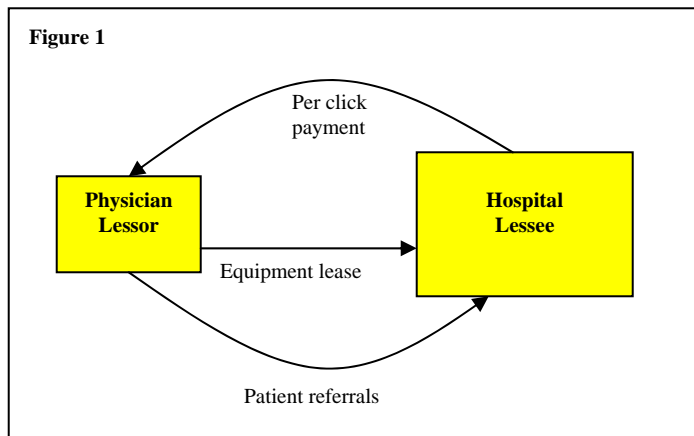 Figure 1
Per click
payment
Physician
Lessor
Hospital
Lessee
Equipment lease
Patient referrals